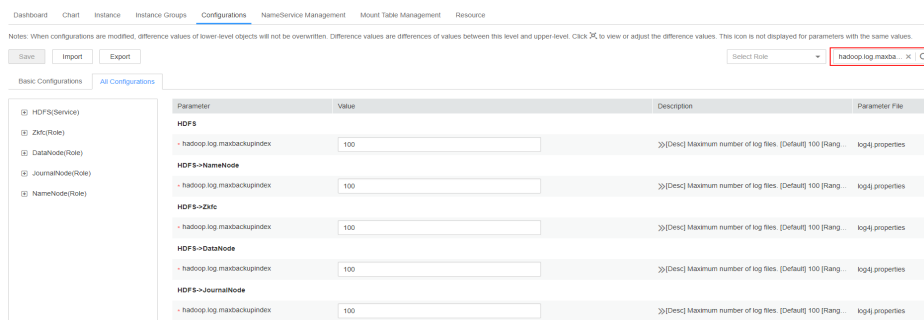 Dashboard Chart Instance Instance Groups Configurations NameService Management Mount Table Management Resource
Notes: When configurations are modified, difference values of lower-level objects will not be overwritten. Difference values are differences of values between this level and upper-level. Click to view or adjust the difference values. This icon is not displayed for parameters with the same values.
Save Import Export Select Role hadoop.log.maxba...
Basic Configurations All Configurations
HDFS(Service)
Zkfc(Role)
DataNode(Role)
JournalNode(Role)
NameNode(Role)
Parameter Value Description Parameter File
HDFS
* hadoop.log.maxbackupindex 100 [Desc] Maximum number of log files. [Default] 100 [Rang... log4j.properties
HDFS->NameNode
* hadoop.log.maxbackupindex 100 [Desc] Maximum number of log files. [Default] 100 [Rang... log4j.properties
HDFS->Zkfc
* hadoop.log.maxbackupindex 100 [Desc] Maximum number of log files. [Default] 100 [Rang... log4j.properties
HDFS->DataNode
* hadoop.log.maxbackupindex 100 [Desc] Maximum number of log files. [Default] 100 [Rang... log4j.properties
HDFS->JournalNode
* hadoop.log.maxbackupindex 100 [Desc] Maximum number of log files. [Default] 100 [Rang... log4j.properties